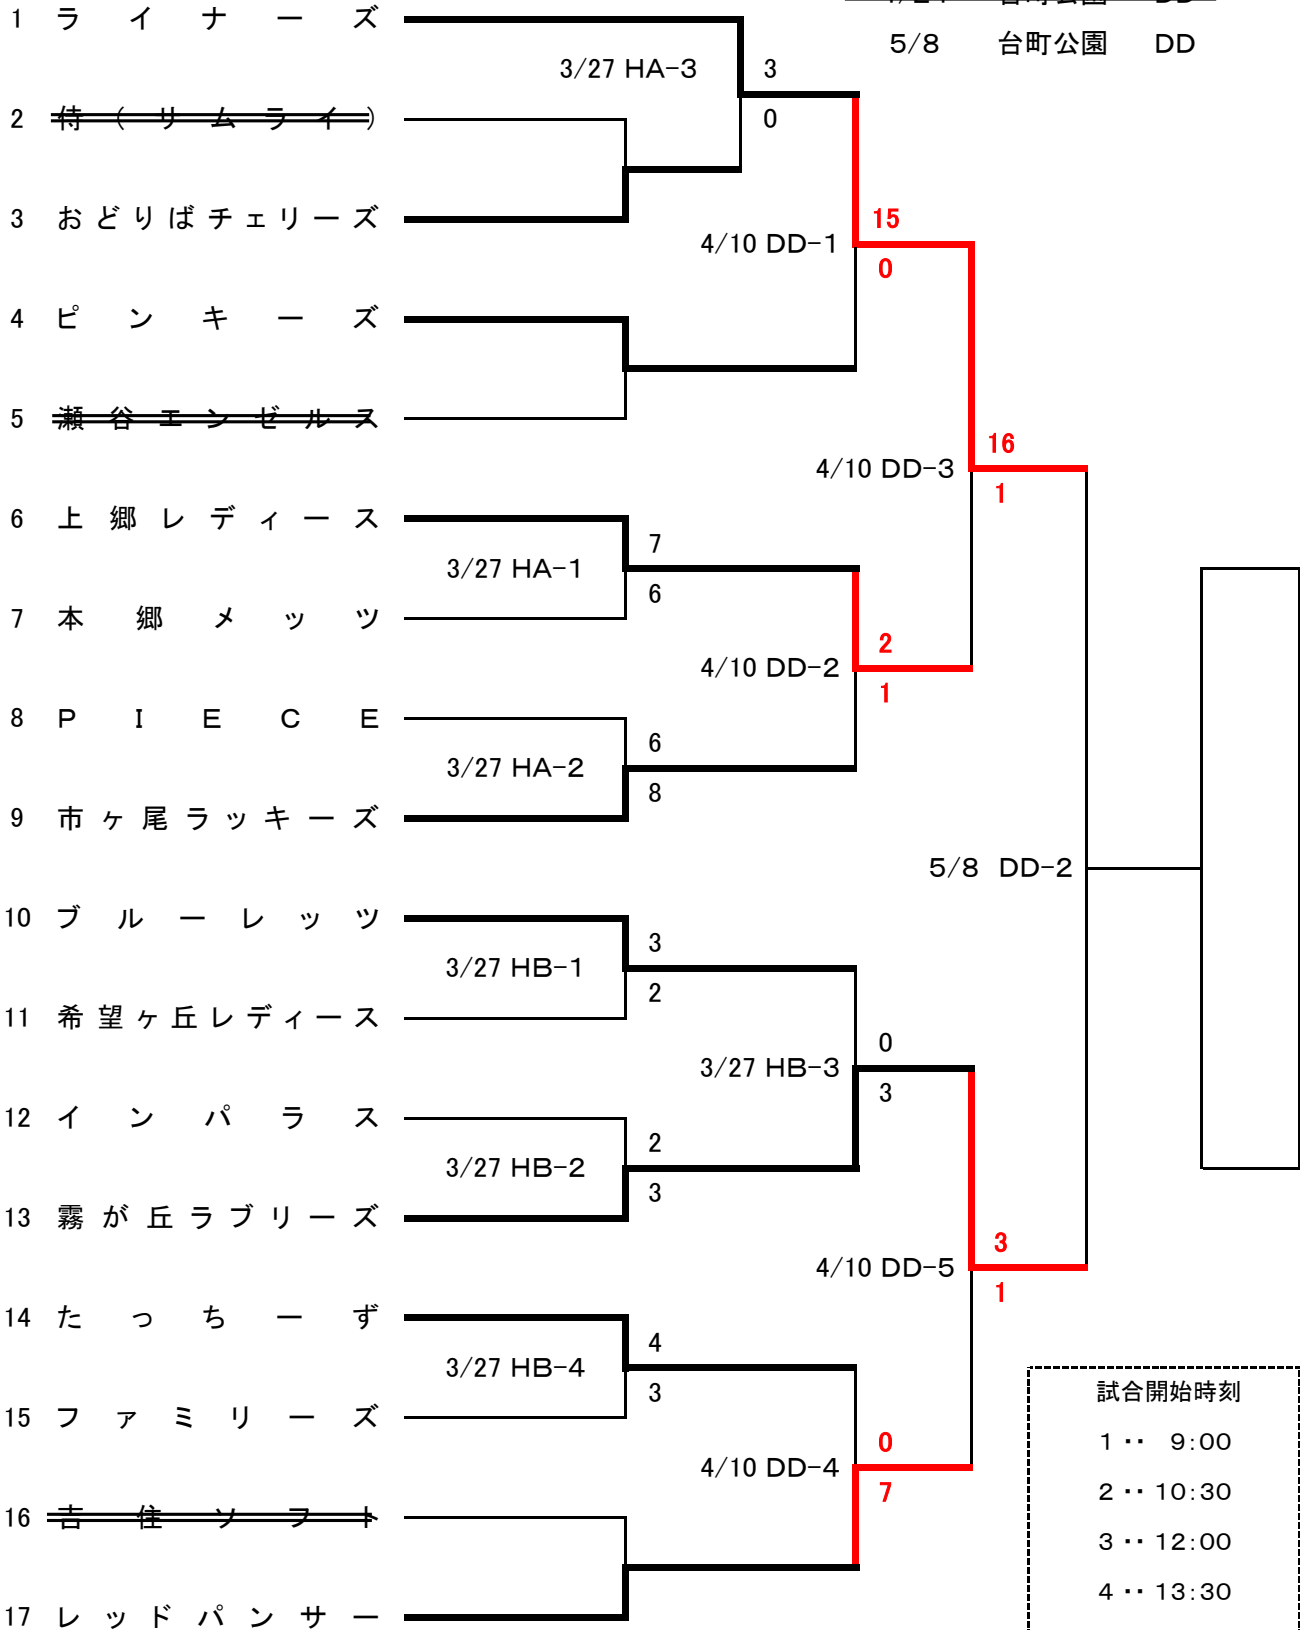 1 ライナーズ
5/8 台町公園 DD
3/27 HA-3
3
0
2 侍(サムライ)
3 おどりばチェリーズ
15
4/10 DD-1
0
4 ピンキーズ
5 瀬谷エンゼルス
16
4/10 DD-3
1
6 上郷レディース
7
3/27 HA-1
6
7 本郷メッツ
2
4/10 DD-2
1
8 PIECE
6
3/27 HA-2
8
9 市ヶ尾ラッキーズ
5/8 DD-2
10 ブルーレッツ
3
3/27 HB-1
2
11 希望ヶ丘レディース
0
3/27 HB-3
3
12 インパラス
2
3/27 HB-2
3
13 霧が丘ラブリーズ
3
4/10 DD-5
1
14 たっちーず
4
3/27 HB-4
3
15 ファミリーズ
0
4/10 DD-4
7
16 吉住ソフト
17 レッドパンサー
試合開始時刻
1‥ 9:00
2‥10:30
3‥12:00
4‥13:30